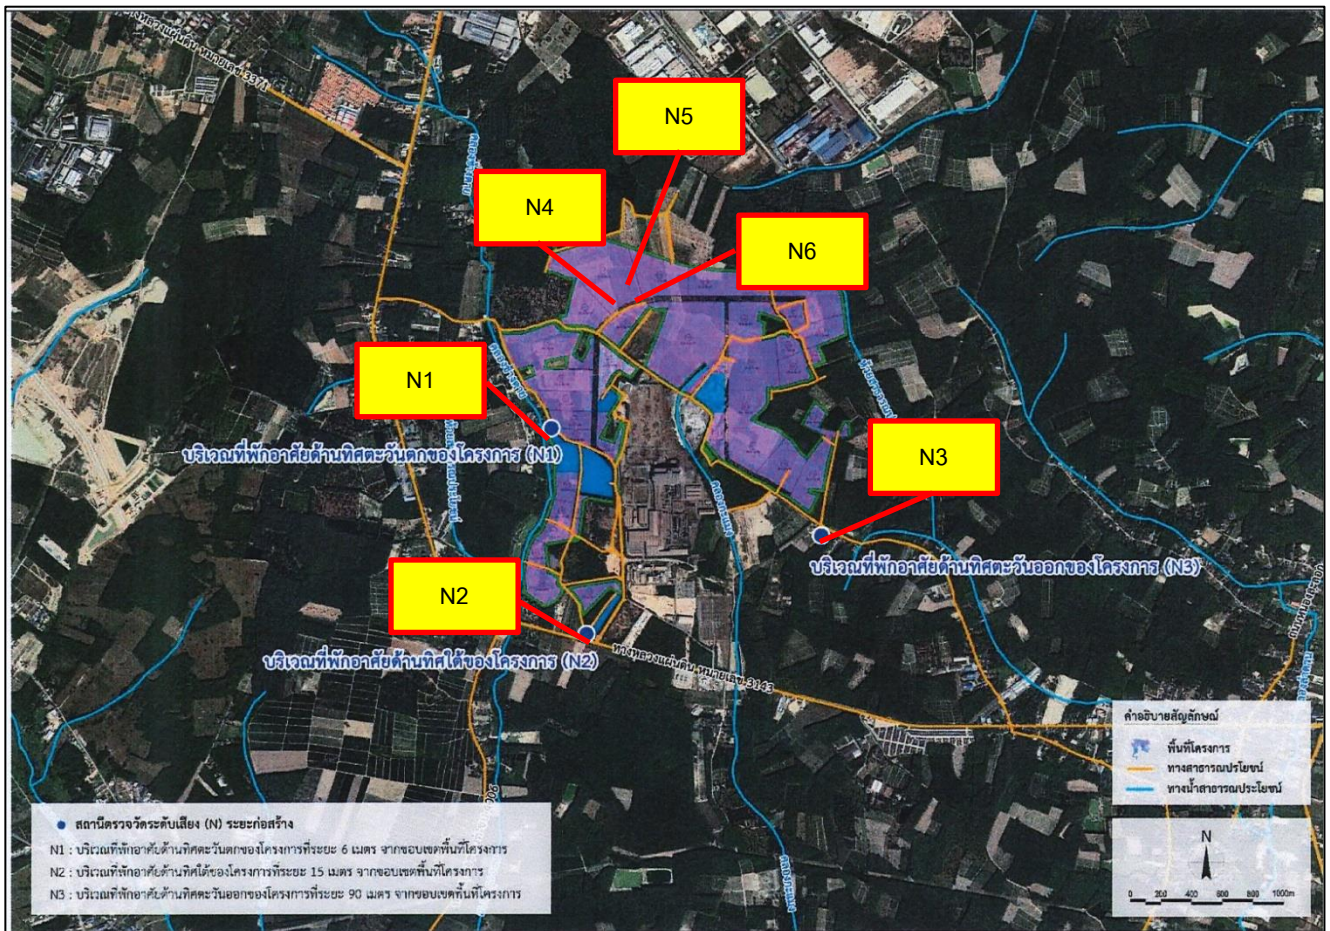 ทางหลวงแผ่นดิน หมายเลข 3371
N5
N4
N6
N1
บริเวณที่พักอาศัยด้านทิศตะวันตกของโครงการ (N1)
N3
บริเวณที่พักอาศัยด้านทิศตะวันออกของโครงการ (N3)
N2
บริเวณที่พักอาศัยด้านทิศใต้ของโครงการ (N2)
ทางหลวงแผ่นดิน หมายเลข 3143
คำอธิบายสัญลักษณ์
พื้นที่โครงการ
ทางสาธารณประโยชน์
ทางน้ำสาธารณประโยชน์
สถานีตรวจวัดระดับเสียง (N) ระยะก่อสร้าง
N1 : บริเวณที่พักอาศัยด้านทิศตะวันตกของโครงการที่ระยะ 6 เมตร จากขอบเขตพื้นที่โครงการ
N2 : บริเวณที่พักอาศัยด้านทิศใต้ของโครงการที่ระยะ 15 เมตร จากขอบเขตพื้นที่โครงการ
N3 : บริเวณที่พักอาศัยด้านทิศตะวันออกของโครงการที่ระยะ 90 เมตร จากขอบเขตพื้นที่โครงการ
N
0 200 400 600 800 1000m